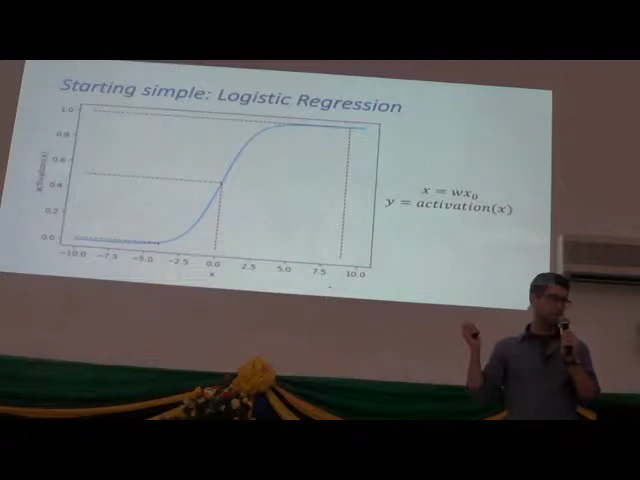 Starting simple: Logistic Regression
1.0
0.8
0.6
0.4
0.2
0.0
-10.0 -7.5 -5.0 -2.5 0.0 2.5 5.0 7.5 10.0
x
x = wx₀
y = activation(x)